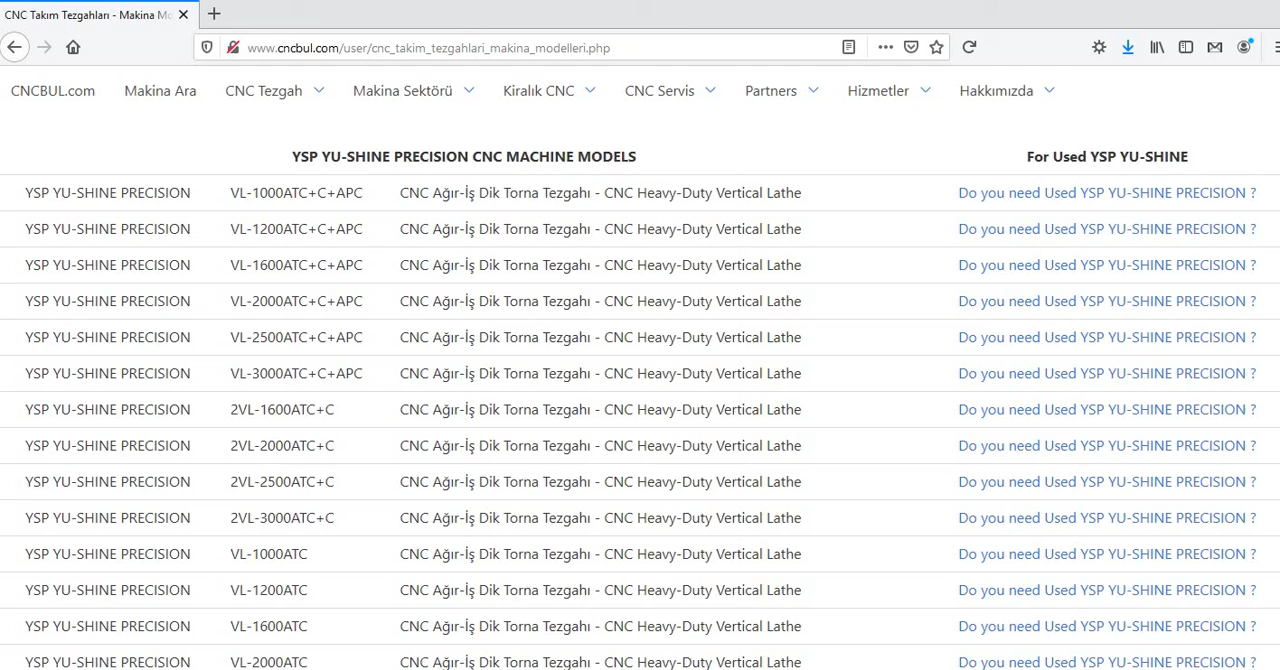 CNC Takım Tezgahları - Makina Mo
www.cncbul.com/user/cnc_takim_tezgahlari_makina_modelleri.php
CNCBUL.com Makina Ara CNC Tezgah Makina Sektörü Kiralık CNC CNC Servis Partners Hizmetler Hakkımızda
YSP YU-SHINE PRECISION CNC MACHINE MODELS For Used YSP YU-SHINE
YSP YU-SHINE PRECISION VL-1000ATC+C+APC CNC Ağır-İş Dik Torna Tezgahı - CNC Heavy-Duty Vertical Lathe Do you need Used YSP YU-SHINE PRECISION ?
YSP YU-SHINE PRECISION VL-1200ATC+C+APC CNC Ağır-İş Dik Torna Tezgahı - CNC Heavy-Duty Vertical Lathe Do you need Used YSP YU-SHINE PRECISION ?
YSP YU-SHINE PRECISION VL-1600ATC+C+APC CNC Ağır-İş Dik Torna Tezgahı - CNC Heavy-Duty Vertical Lathe Do you need Used YSP YU-SHINE PRECISION ?
YSP YU-SHINE PRECISION VL-2000ATC+C+APC CNC Ağır-İş Dik Torna Tezgahı - CNC Heavy-Duty Vertical Lathe Do you need Used YSP YU-SHINE PRECISION ?
YSP YU-SHINE PRECISION VL-2500ATC+C+APC CNC Ağır-İş Dik Torna Tezgahı - CNC Heavy-Duty Vertical Lathe Do you need Used YSP YU-SHINE PRECISION ?
YSP YU-SHINE PRECISION VL-3000ATC+C+APC CNC Ağır-İş Dik Torna Tezgahı - CNC Heavy-Duty Vertical Lathe Do you need Used YSP YU-SHINE PRECISION ?
YSP YU-SHINE PRECISION 2VL-1600ATC+C CNC Ağır-İş Dik Torna Tezgahı - CNC Heavy-Duty Vertical Lathe Do you need Used YSP YU-SHINE PRECISION ?
YSP YU-SHINE PRECISION 2VL-2000ATC+C CNC Ağır-İş Dik Torna Tezgahı - CNC Heavy-Duty Vertical Lathe Do you need Used YSP YU-SHINE PRECISION ?
YSP YU-SHINE PRECISION 2VL-2500ATC+C CNC Ağır-İş Dik Torna Tezgahı - CNC Heavy-Duty Vertical Lathe Do you need Used YSP YU-SHINE PRECISION ?
YSP YU-SHINE PRECISION 2VL-3000ATC+C CNC Ağır-İş Dik Torna Tezgahı - CNC Heavy-Duty Vertical Lathe Do you need Used YSP YU-SHINE PRECISION ?
YSP YU-SHINE PRECISION VL-1000ATC CNC Ağır-İş Dik Torna Tezgahı - CNC Heavy-Duty Vertical Lathe Do you need Used YSP YU-SHINE PRECISION ?
YSP YU-SHINE PRECISION VL-1200ATC CNC Ağır-İş Dik Torna Tezgahı - CNC Heavy-Duty Vertical Lathe Do you need Used YSP YU-SHINE PRECISION ?
YSP YU-SHINE PRECISION VL-1600ATC CNC Ağır-İş Dik Torna Tezgahı - CNC Heavy-Duty Vertical Lathe Do you need Used YSP YU-SHINE PRECISION ?
YSP YU-SHINE PRECISION VL-2000ATC CNC Ağır-İş Dik Torna Tezgahı - CNC Heavy-Duty Vertical Lathe Do you need Used YSP YU-SHINE PRECISION ?